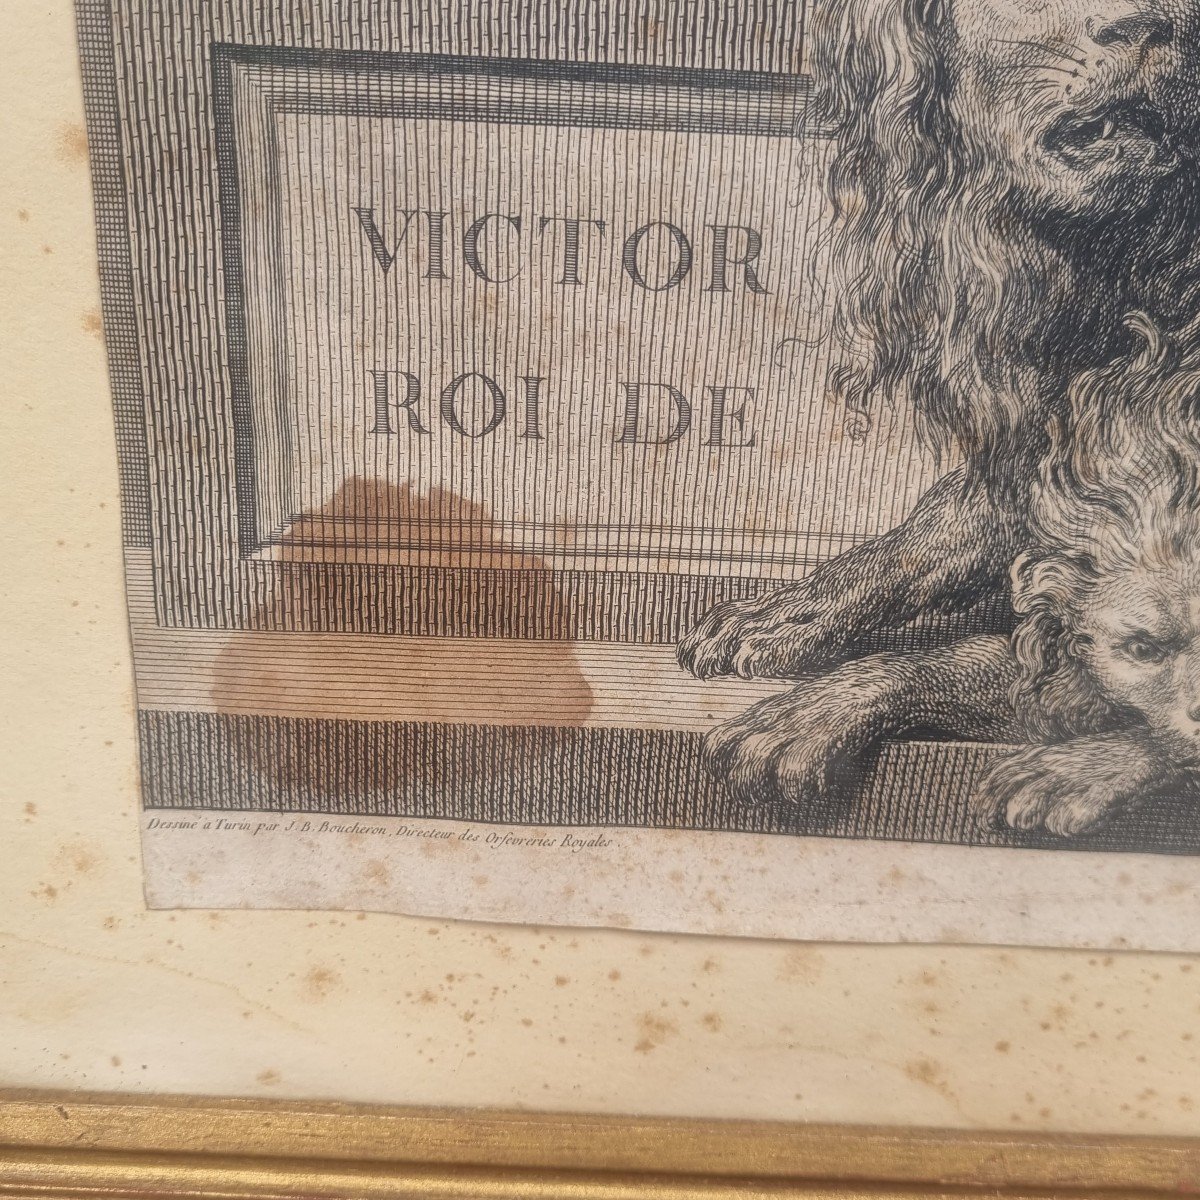 VICTOR
ROI DE
Dessiné à Turin par J. B. Boucheron, Directeur des Orfevreries Royales.